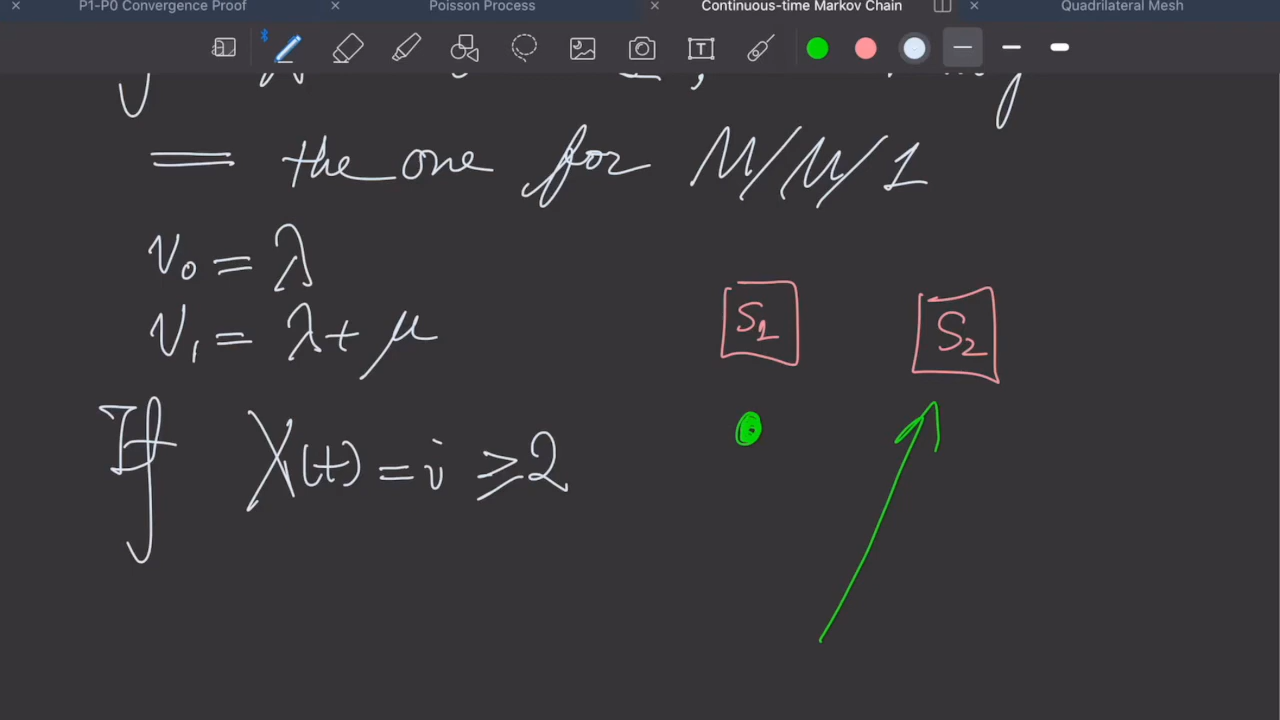 P1-P0 Convergence Proof
Poisson Process
Continuous-time Markov Chain
Quadrilateral Mesh
= the one for M/M/1
v₀ = λ
v₁ = λ + μ
S₁
S₂
If X(t) = i ≥ 2